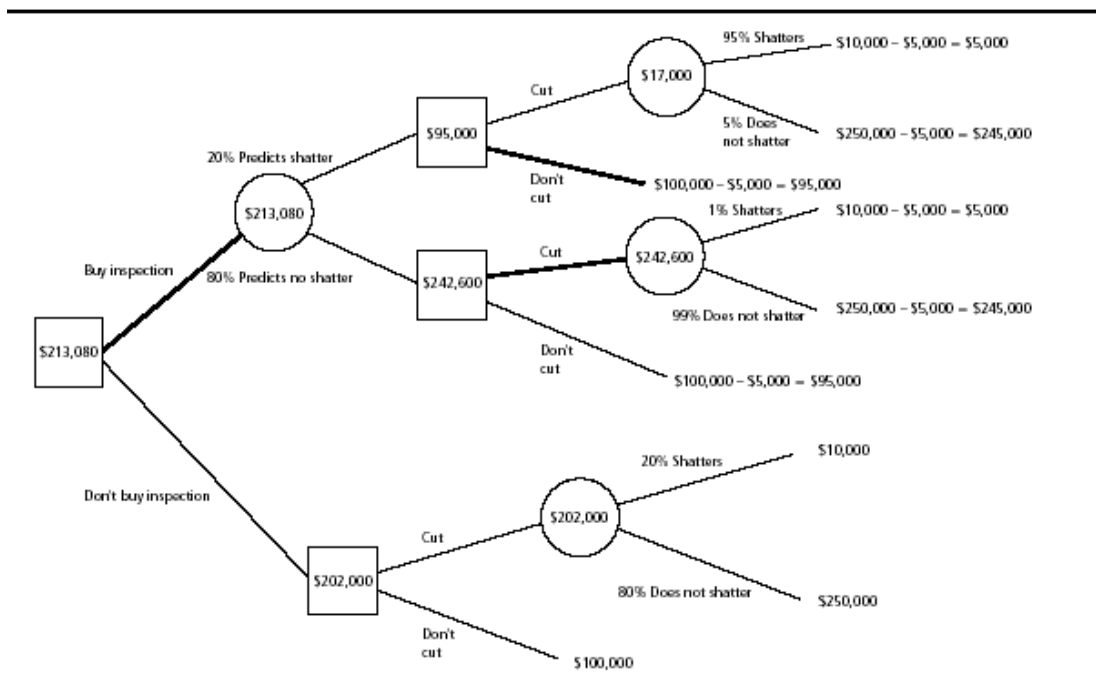 95% Shatters
$10,000 – $5,000 = $5,000
$17,000
Cut
$95,000
5% Does
not shatter
$250,000 – $5,000 = $245,000
20% Predicts shatter
Don't
cut
$100,000 – $5,000 = $95,000
$213,080
1% Shatters
$10,000 – $5,000 = $5,000
Cut
$242,600
Buy inspection
80% Predicts no shatter
$242,600
99% Does not shatter
$250,000 – $5,000 = $245,000
$213,080
Don't
cut
$100,000 – $5,000 = $95,000
20% Shatters
$10,000
Don't buy inspection
$202,000
Cut
$202,000
80% Does not shatter
$250,000
Don't
cut
$100,000